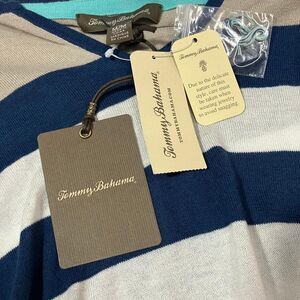 Tommy Bahama
M/M
Tommy Bahama
TOMMYBAHAMA.COM
Due to the delicate
nature of this
style, care must
be taken when
wearing jewelry
to avoid snagging
Tommy Bahama